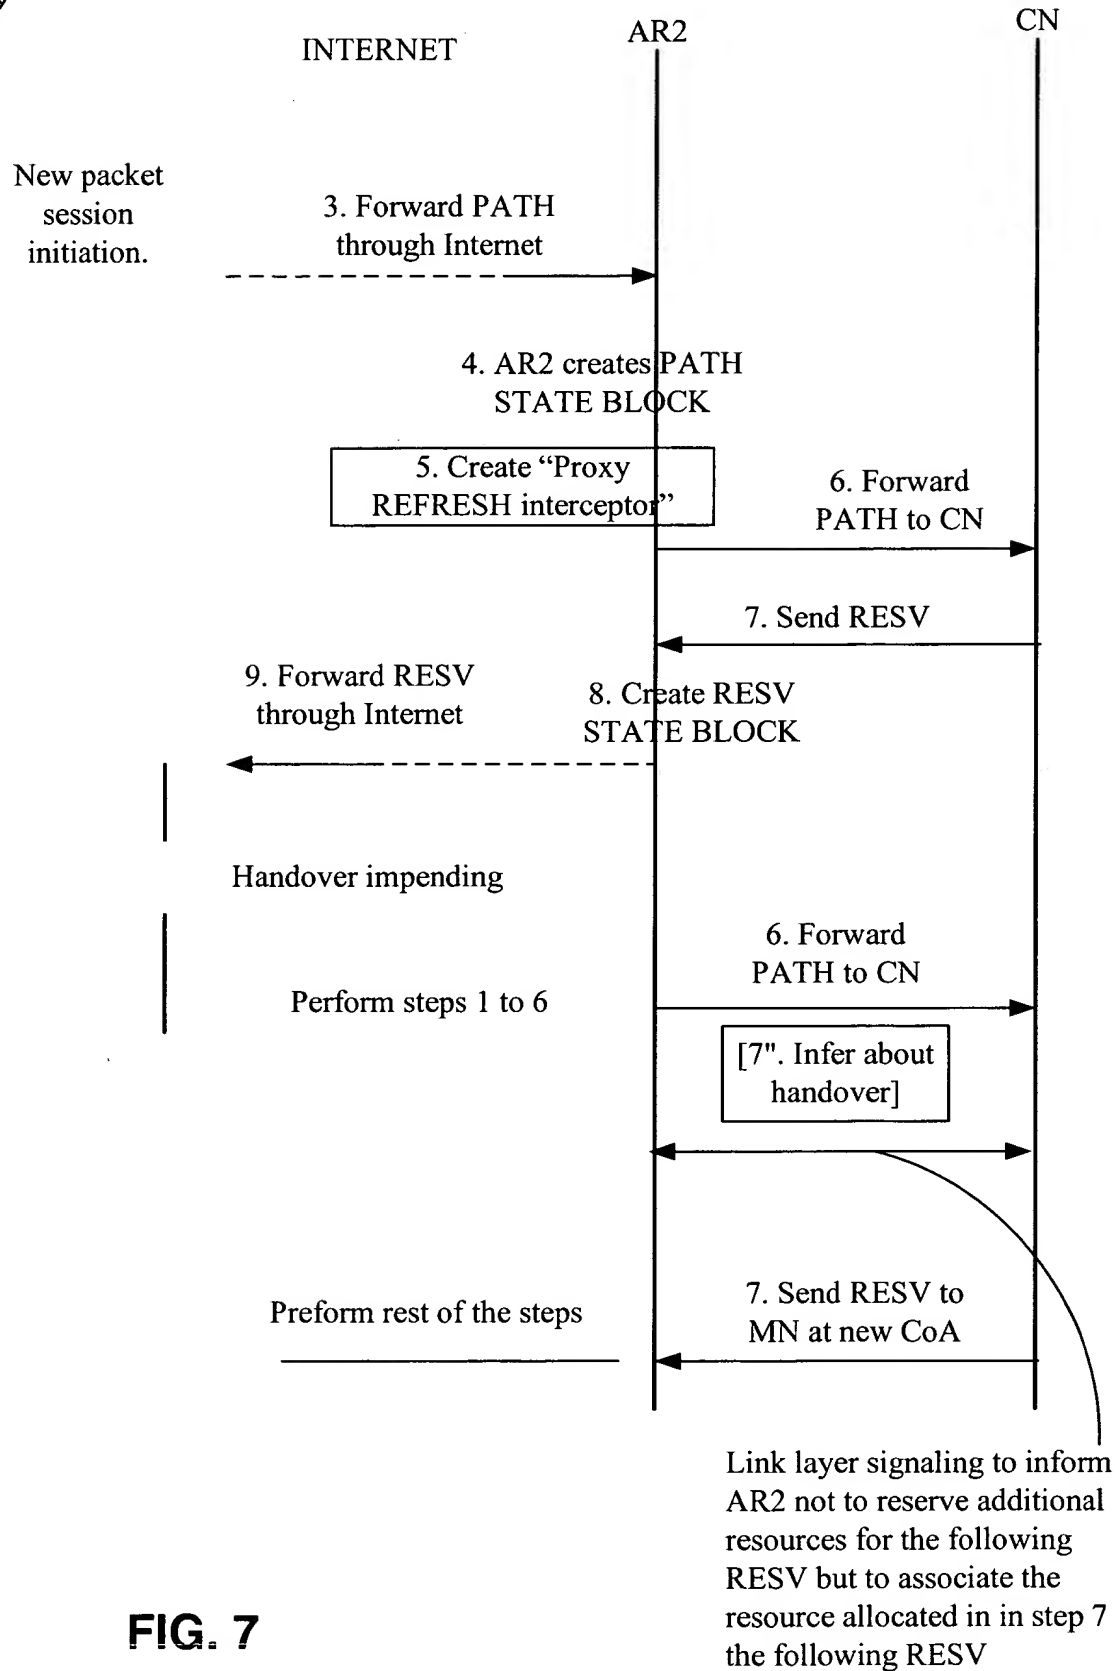 INTERNET
AR2
CN
New packet
session
initiation.
3. Forward PATH
through Internet
4. AR2 creates PATH
STATE BLOCK
5. Create “Proxy
REFRESH interceptor”
6. Forward
PATH to CN
7. Send RESV
9. Forward RESV
through Internet
8. Create RESV
STATE BLOCK
Handover impending
6. Forward
PATH to CN
Perform steps 1 to 6
[7". Infer about
handover]
Preform rest of the steps
7. Send RESV to
MN at new CoA
Link layer signaling to inform
AR2 not to reserve additional
resources for the following
RESV but to associate the
resource allocated in in step 7
the following RESV
FIG. 7